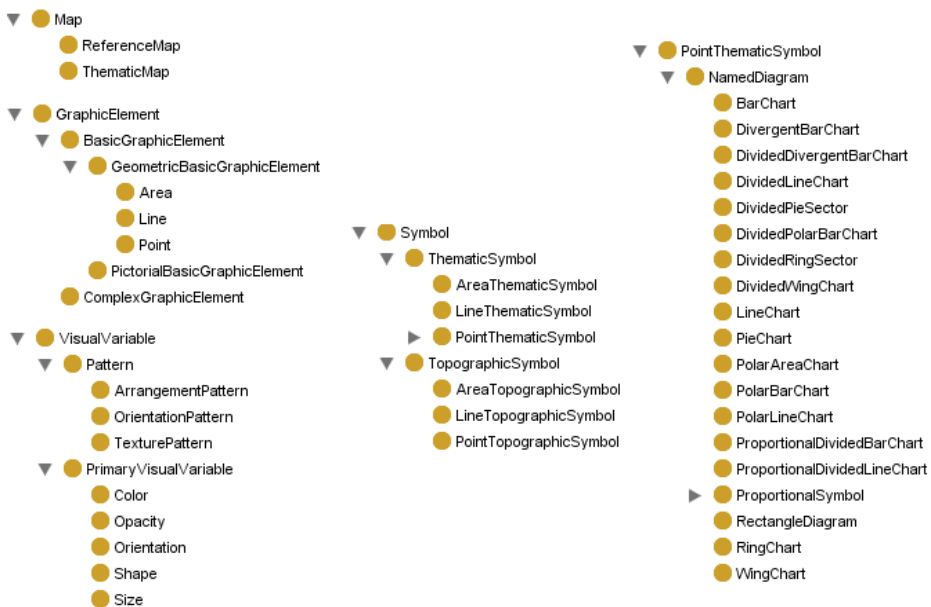 Map
ReferenceMap
ThematicMap
GraphicElement
BasicGraphicElement
GeometricBasicGraphicElement
Area
Line
Point
PictorialBasicGraphicElement
ComplexGraphicElement
VisualVariable
Pattern
ArrangementPattern
OrientationPattern
TexturePattern
PrimaryVisualVariable
Color
Opacity
Orientation
Shape
Size
Symbol
ThematicSymbol
AreaThematicSymbol
LineThematicSymbol
PointThematicSymbol
TopographicSymbol
AreaTopographicSymbol
LineTopographicSymbol
PointTopographicSymbol
PointThematicSymbol
NamedDiagram
BarChart
DivergentBarChart
DividedDivergentBarChart
DividedLineChart
DividedPieSector
DividedPolarBarChart
DividedRingSector
DividedWingChart
LineChart
PieChart
PolarAreaChart
PolarBarChart
PolarLineChart
ProportionalDividedBarChart
ProportionalDividedLineChart
ProportionalSymbol
RectangleDiagram
RingChart
WingChart